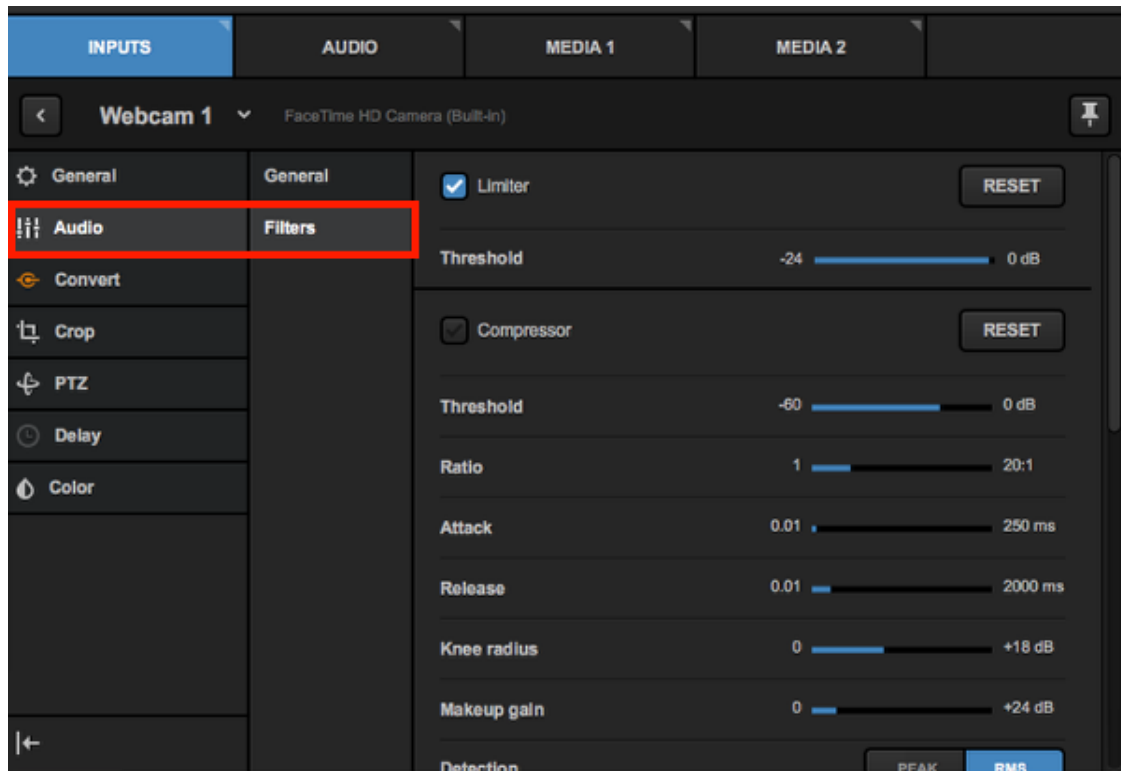 INPUTS AUDIO MEDIA 1 MEDIA 2
Webcam 1 FaceTime HD Camera (Built-in)
General General Limiter RESET
Audio Filters
Threshold -24 0 dB
Convert
Compressor RESET
Crop
PTZ
Threshold -60 0 dB
Delay
Ratio 1 20:1
Color
Attack 0.01 250 ms
Release 0.01 2000 ms
Knee radius 0 +18 dB
Makeup gain 0 +24 dB
Detection PEAK RMS